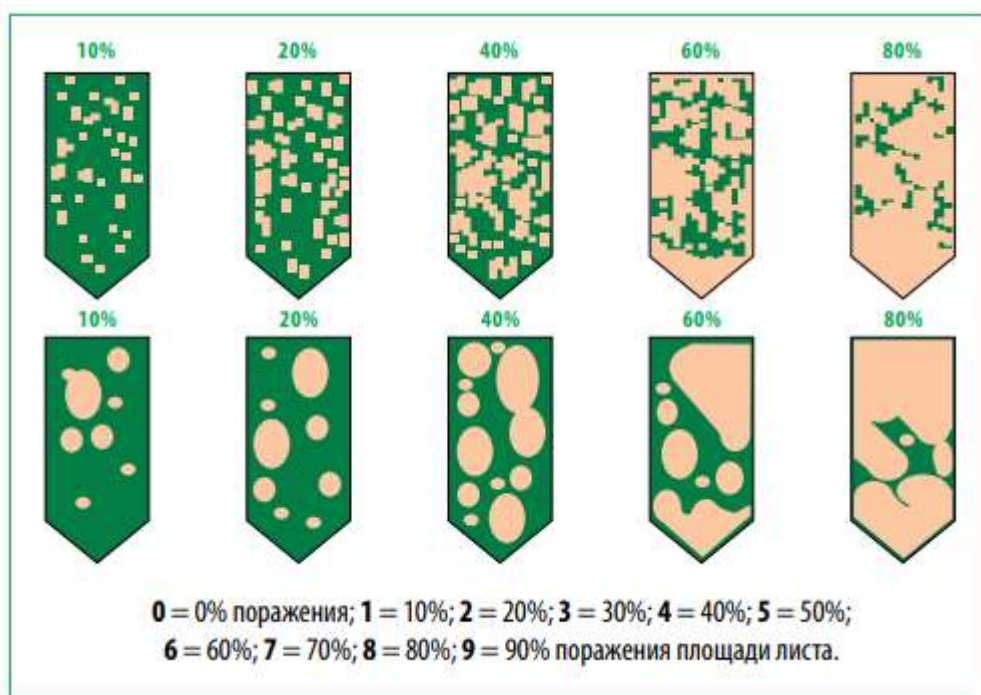 10% 20% 40% 60% 80%
10% 20% 40% 60% 80%
0 = 0% поражения; 1 = 10%; 2 = 20%; 3 = 30%; 4 = 40%; 5 = 50%;
6 = 60%; 7 = 70%; 8 = 80%; 9 = 90% поражения площади листа.